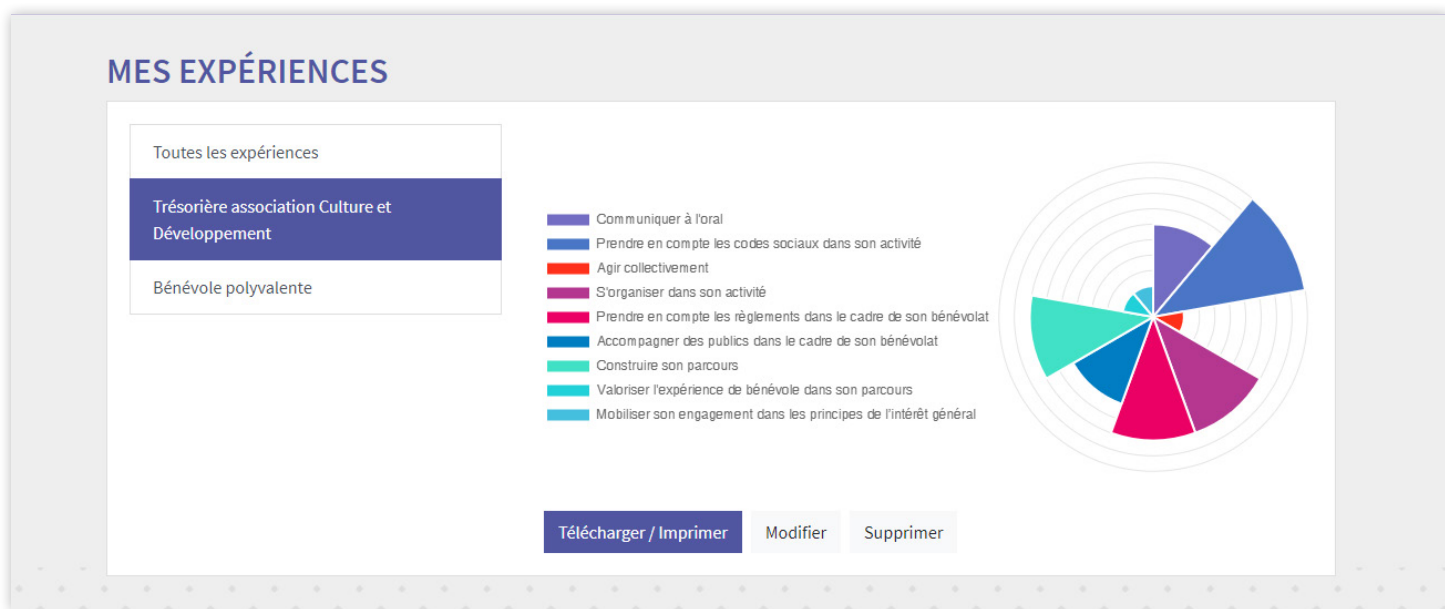 MES EXPÉRIENCES
Toutes les expériences
Trésorière association Culture et
Développement
Bénévole polyvalente
Communiquer à l'oral
Prendre en compte les codes sociaux dans son activité
Agir collectivement
S'organiser dans son activité
Prendre en compte les règlements dans le cadre de son bénévolat
Accompagner des publics dans le cadre de son bénévolat
Construire son parcours
Valoriser l'expérience de bénévole dans son parcours
Mobiliser son engagement dans les principes de l'intérêt général
Télécharger / Imprimer
Modifier
Supprimer